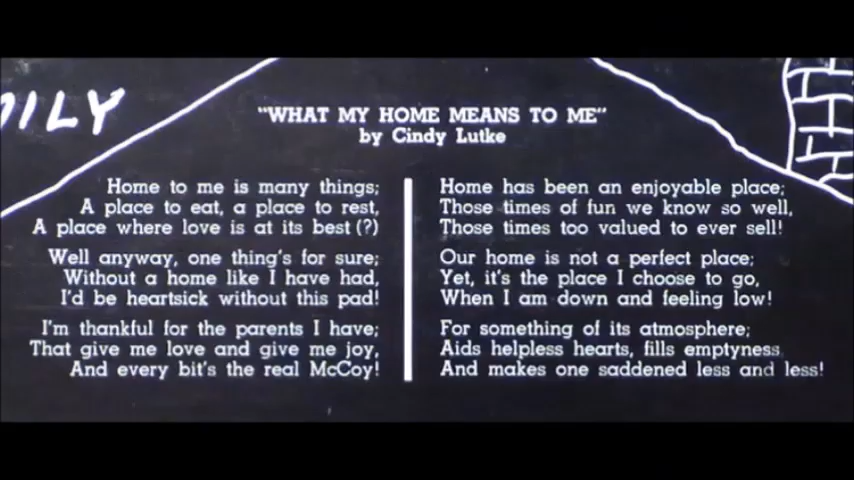 "WHAT MY HOME MEANS TO ME"
by Cindy Lutke
Home to me is many things;
A place to eat, a place to rest,
A place where love is at its best (?)
Well anyway, one thing's for sure;
Without a home like I have had,
I'd be heartsick without this pad!
I'm thankful for the parents I have;
That give me love and give me joy,
And every bit's the real McCoy!
Home has been an enjoyable place;
Those times of fun we know so well,
Those times too valued to ever sell!
Our home is not a perfect place;
Yet, it's the place I choose to go,
When I am down and feeling low!
For something of its atmosphere;
Aids helpless hearts, fills emptyness,
And makes one saddened less and less!